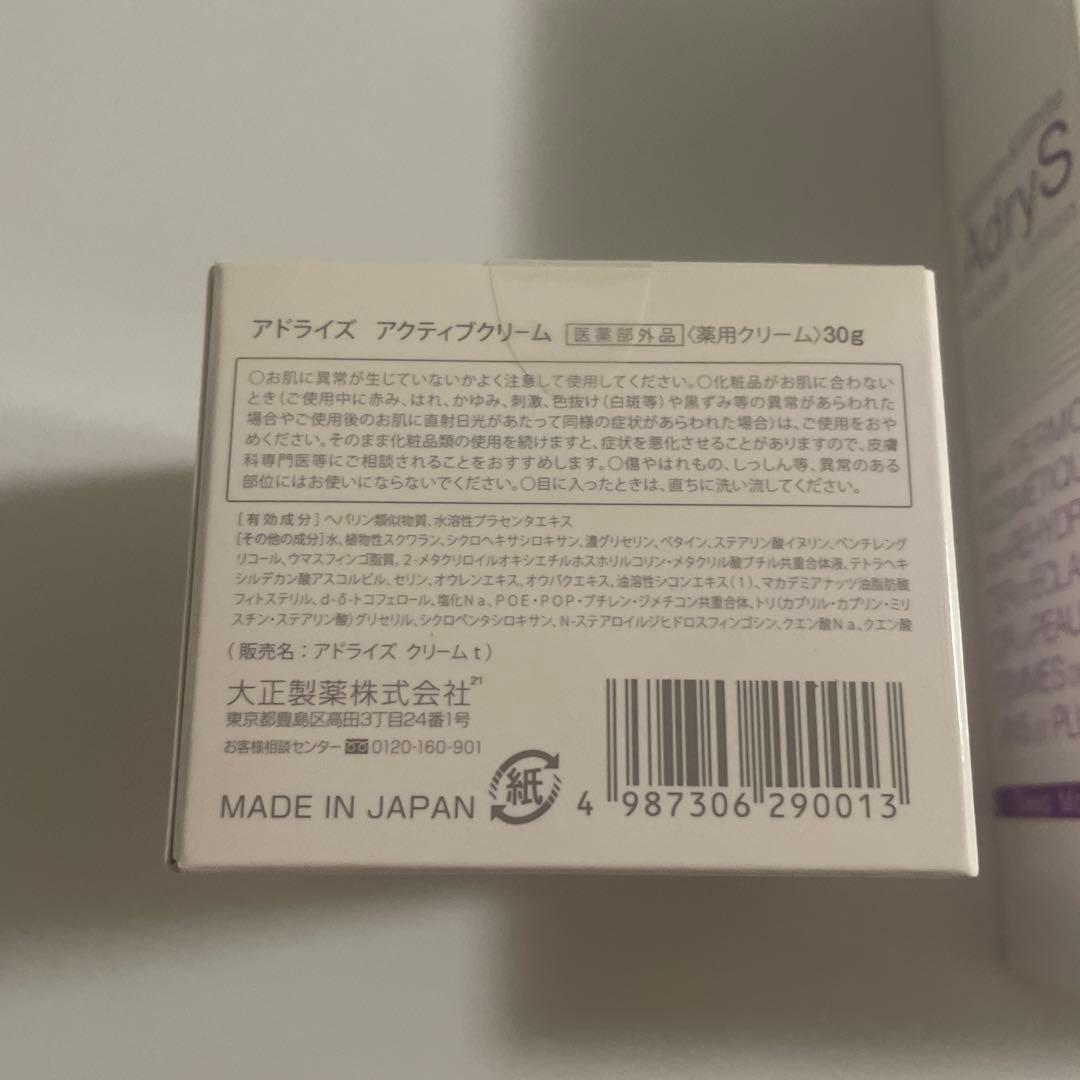 アドライズ アクティブクリーム 医薬部外品 〈薬用クリーム〉30g
○お肌に異常が生じていないかよく注意して使用してください。○化粧品がお肌に合わない
とき(ご使用中に赤み、はれ、かゆみ、刺激、色抜け(白斑等)や黒ずみ等の異常があらわれた
場合やご使用後のお肌に直射日光があたって同様の症状があらわれた場合)は、ご使用をおや
めください。そのまま化粧品類の使用を続けますと、症状を悪化させることがありますので、皮膚
科専門医等にご相談されることをおすすめします。○傷やはれもの、しっしん等、異常のある
部位にはお使いにならないでください。○目に入ったときは、直ちに洗い流してください。
[有効成分]ヘパリン類似物質、水溶性プラセンタエキス
[その他の成分]水、植物性スクワラン、シクロヘキサシロキサン、濃グリセリン、ベタイン、ステアリン酸イヌリン、ペンチレング
リコール、ウマスフィンゴ脂質、2-メタクリロイルオキシエチルホスホリルコリン・メタクリル酸ブチル共重合体液、テトラヘキ
シルデカン酸アスコルビル、セリン、オウレンエキス、オウバクエキス、油溶性シコンエキス(1)、マカデミアナッツ油脂肪酸
フィトステリル、d-δ-トコフェロール、塩化Na、POE・POP・ブチレン・ジメチコン共重合体、トリ(カプリル・カプリン・ミリ
スチン・ステアリン酸)グリセリル、シクロペンタシロキサン、N-ステアロイルジヒドロスフィンゴシン、クエン酸Na、クエン酸
(販売名:アドライズ クリームt)
大正製薬株式会社21
東京都豊島区高田3丁目24番1号
お客様相談センター 0120-160-901
MADE IN JAPAN
紙
4 987306 290013
AdryS